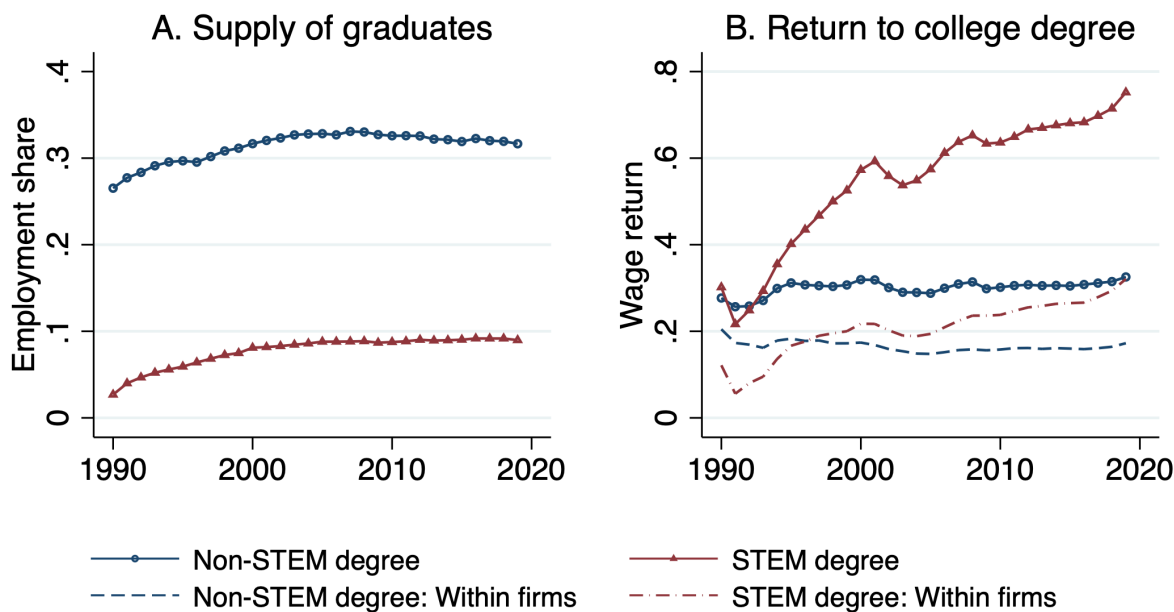 A. Supply of graduates
Employment share
.4
.3
.2
.1
0
1990 2000 2010 2020
B. Return to college degree
Wage return
.8
.6
.4
.2
0
1990 2000 2010 2020
Non-STEM degree
STEM degree
Non-STEM degree: Within firms
STEM degree: Within firms